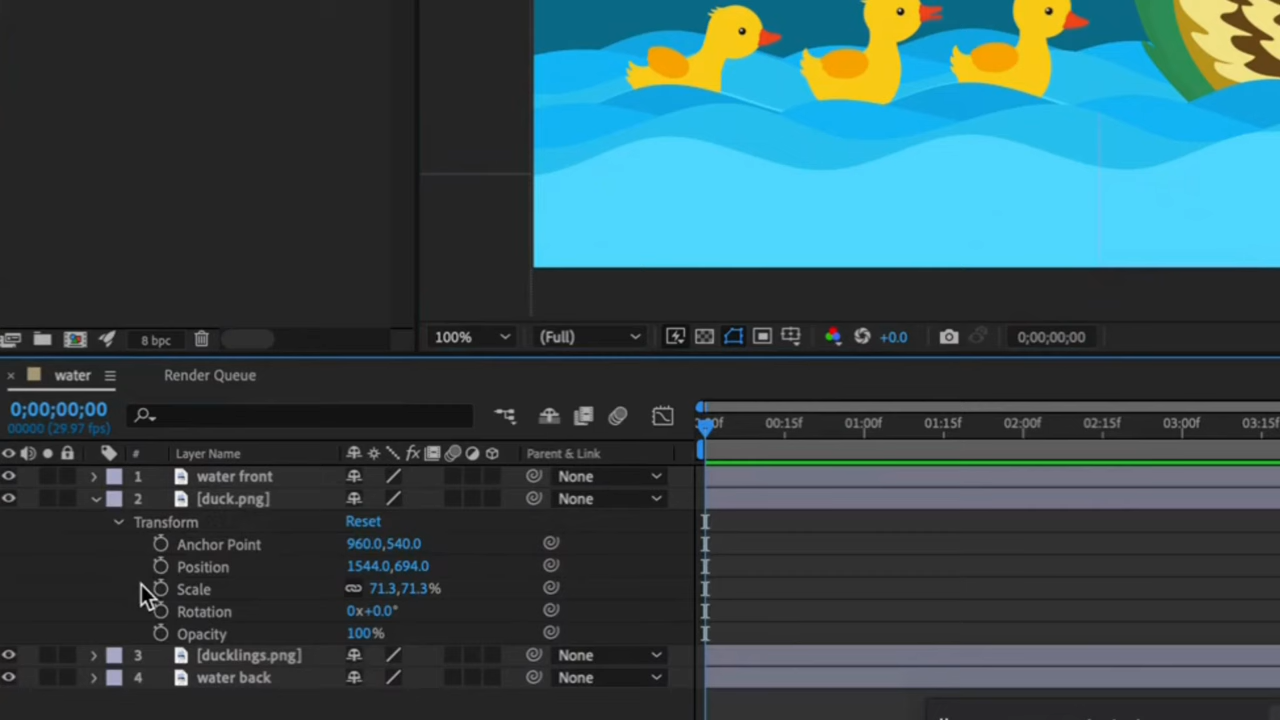 8 bpc
100% (Full) +0.0 0;00;00;00
× water Render Queue
0;00;00;00
00000 (29.97 fps)
:00f 00:15f 01:00f 01:15f 02:00f 02:15f 03:00f 03:15f
# Layer Name fx Parent & Link
1 water front None
2 [duck.png] None
Transform Reset
Anchor Point 960.0,540.0
Position 1544.0,694.0
Scale 71.3,71.3%
Rotation 0x+0.0°
Opacity 100%
3 [ducklings.png] None
4 water back None